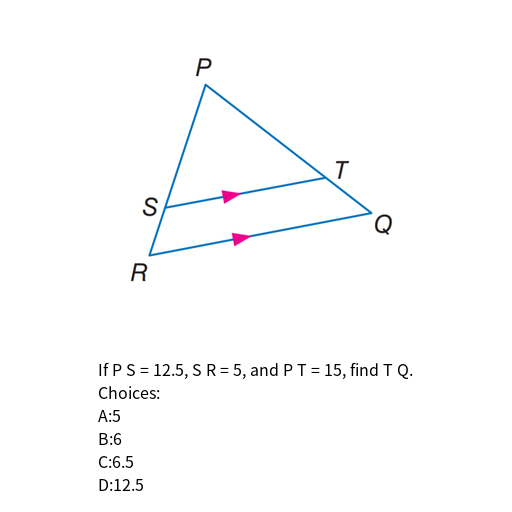 P
T
S
Q
R
If P S = 12.5, S R = 5, and P T = 15, find T Q.
Choices:
A:5
B:6
C:6.5
D:12.5